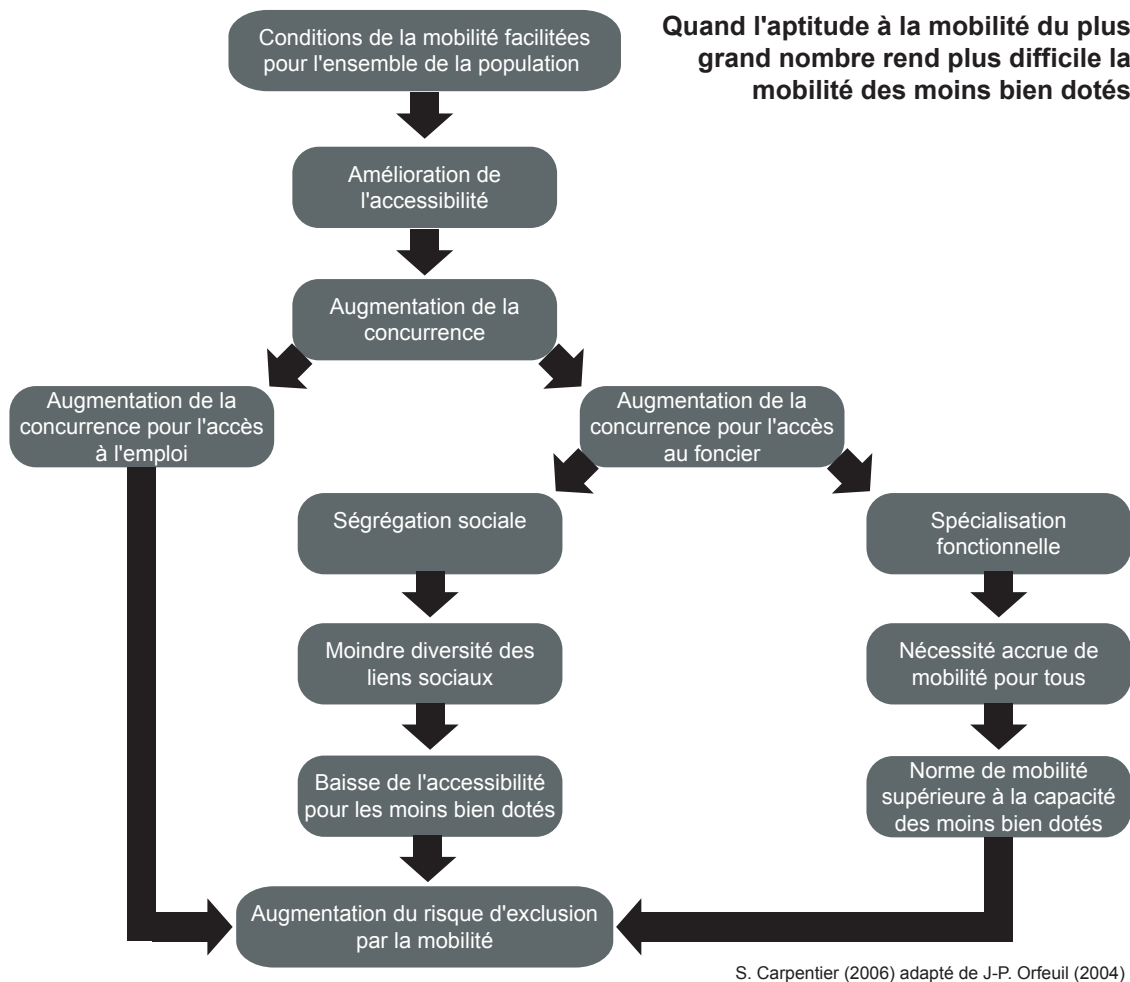 Quand l'aptitude à la mobilité du plus
grand nombre rend plus difficile la
mobilité des moins bien dotés
Conditions de la mobilité facilitées
pour l'ensemble de la population
Amélioration de
l'accessibilité
Augmentation de la
concurrence
Augmentation de la
concurrence pour l'accès
à l'emploi
Augmentation de la
concurrence pour l'accès
au foncier
Ségrégation sociale
Spécialisation
fonctionnelle
Moindre diversité des
liens sociaux
Nécessité accrue de
mobilité pour tous
Baisse de l'accessibilité
pour les moins bien dotés
Norme de mobilité
supérieure à la capacité
des moins bien dotés
Augmentation du risque d'exclusion
par la mobilité
S. Carpentier (2006) adapté de J-P. Orfeuil (2004)